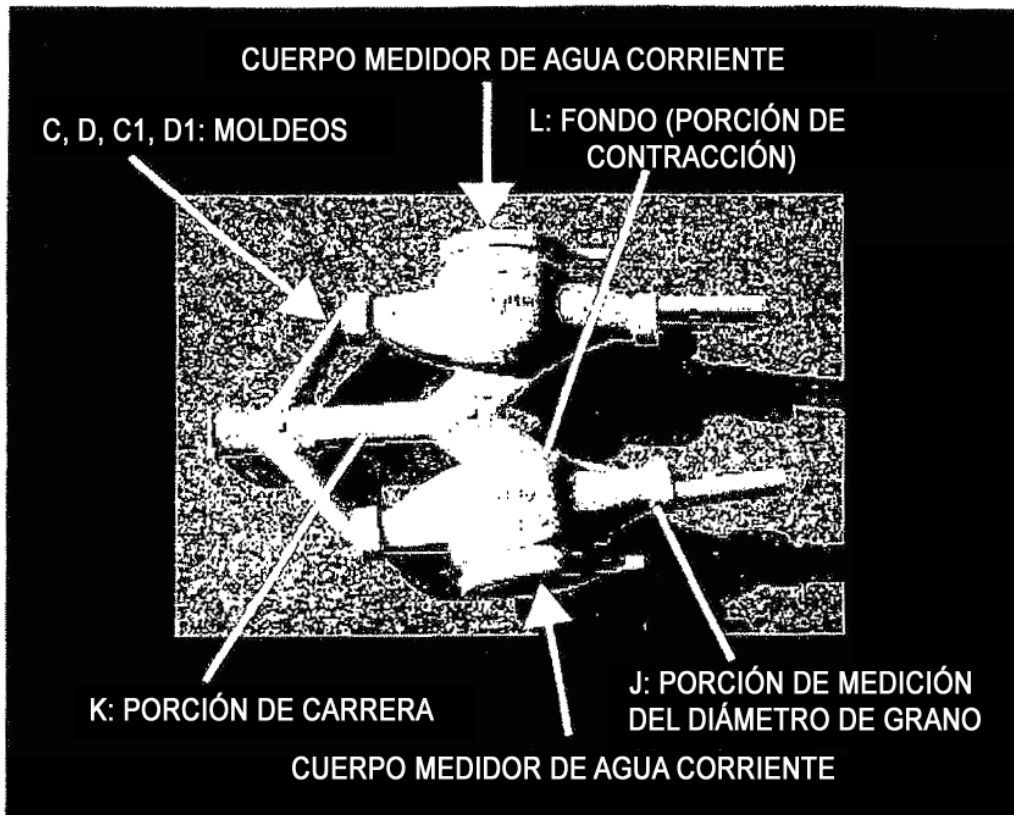 CUERPO MEDIDOR DE AGUA CORRIENTE
C, D, C1, D1: MOLDEOS
L: FONDO (PORCIÓN DE
CONTRACCIÓN)
K: PORCIÓN DE CARRERA
J: PORCIÓN DE MEDICIÓN
DEL DIÁMETRO DE GRANO
CUERPO MEDIDOR DE AGUA CORRIENTE